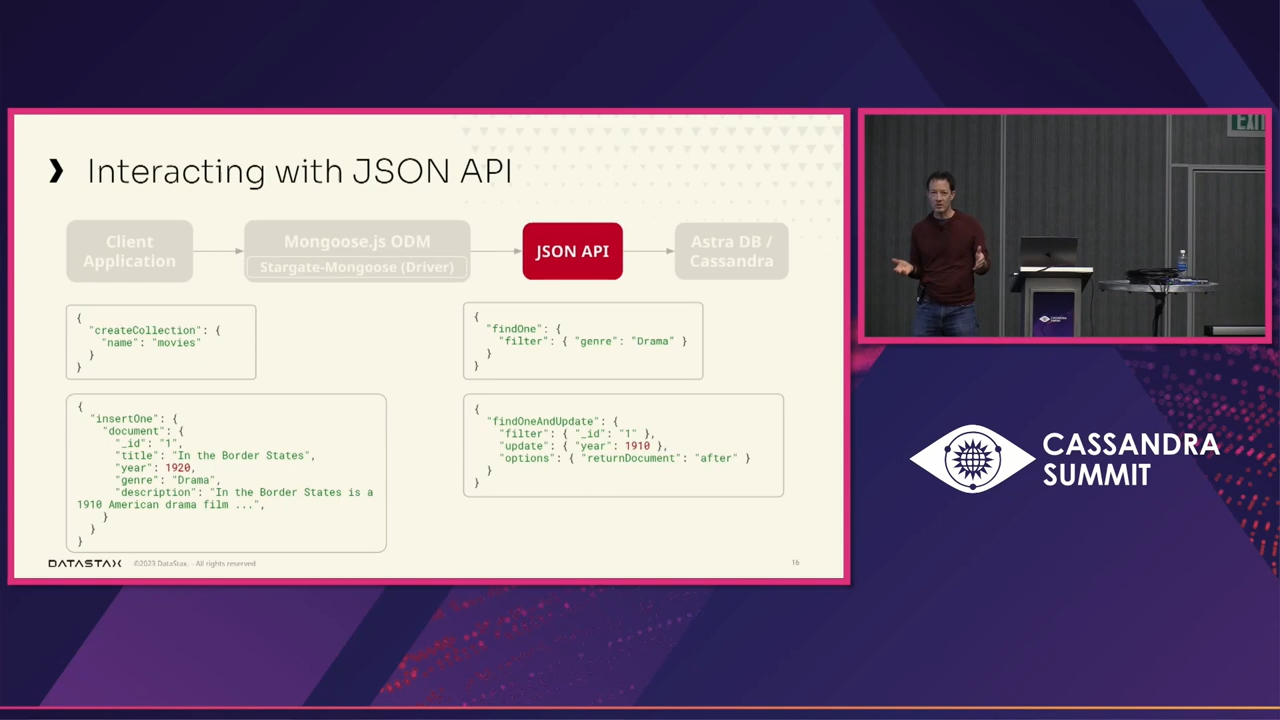 ❯ Interacting with JSON API
Client
Application
Mongoose.js ODM
Stargate-Mongoose (Driver)
JSON API
Astra DB /
Cassandra
{
"createCollection": {
"name": "movies"
}
}
{
"insertOne": {
"document": {
"_id": "1",
"title": "In the Border States",
"year": 1920,
"genre": "Drama",
"description": "In the Border States is a
1910 American drama film ...",
}
}
}
{
"findOne": {
"filter": { "genre": "Drama" }
}
}
{
"findOneAndUpdate": {
"filter": { "_id": "1" },
"update": { "year": 1910 },
"options": { "returnDocument": "after" }
}
}
DATASTAX ©2023 DataStax. - All rights reserved
16
EXIT
CASSANDRA
SUMMIT
CASSANDRA
SUMMIT